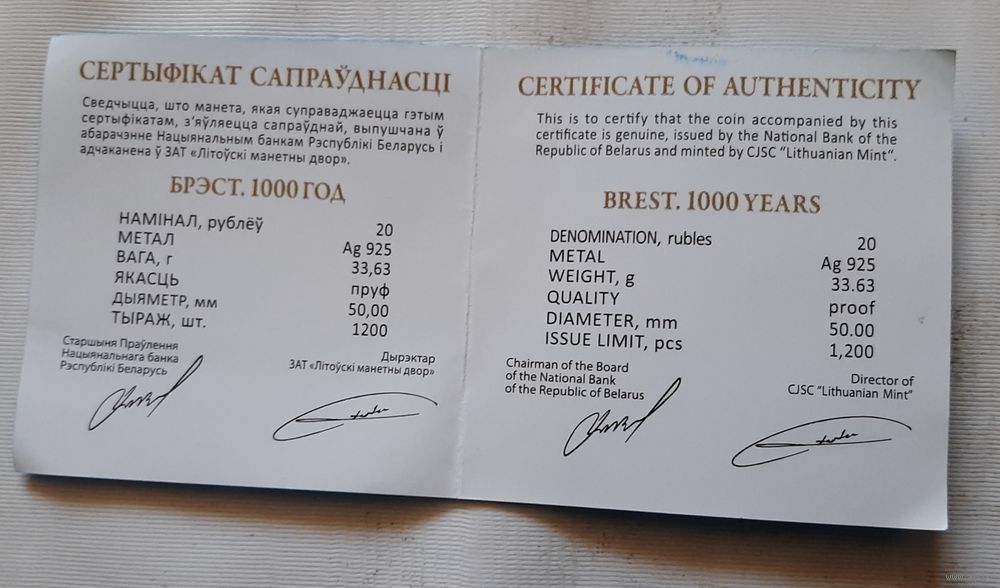 СЕРТЫФІКАТ САПРАЎДНАСЦІ
Сведчыцца, што манета, якая суправаджаецца гэтым
сертыфікатам, з'яўляецца сапраўднай, выпушчана ў
абарачэнне Нацыянальным банкам Рэспублікі Беларусь і
адчаканена ў ЗАТ «Літоўскі манетны двор».
БРЭСТ. 1000 ГОД
НАМІНАЛ, рублёў 20
МЕТАЛ Ag 925
ВАГА, г 33,63
ЯКАСЦЬ пруф
ДЫЯМЕТР, мм 50,00
ТЫРАЖ, шт. 1200
Старшыня Праўлення
Нацыянальнага банка
Рэспублікі Беларусь
Дырэктар
ЗАТ «Літоўскі манетны двор»
CERTIFICATE OF AUTHENTICITY
This is to certify that the coin accompanied by this
certificate is genuine, issued by the National Bank of the
Republic of Belarus and minted by CJSC "Lithuanian Mint".
BREST. 1000 YEARS
DENOMINATION, rubles 20
METAL Ag 925
WEIGHT, g 33.63
QUALITY proof
DIAMETER, mm 50.00
ISSUE LIMIT, pcs 1,200
Chairman of the Board
of the National Bank
of the Republic of Belarus
Director of
CJSC "Lithuanian Mint"